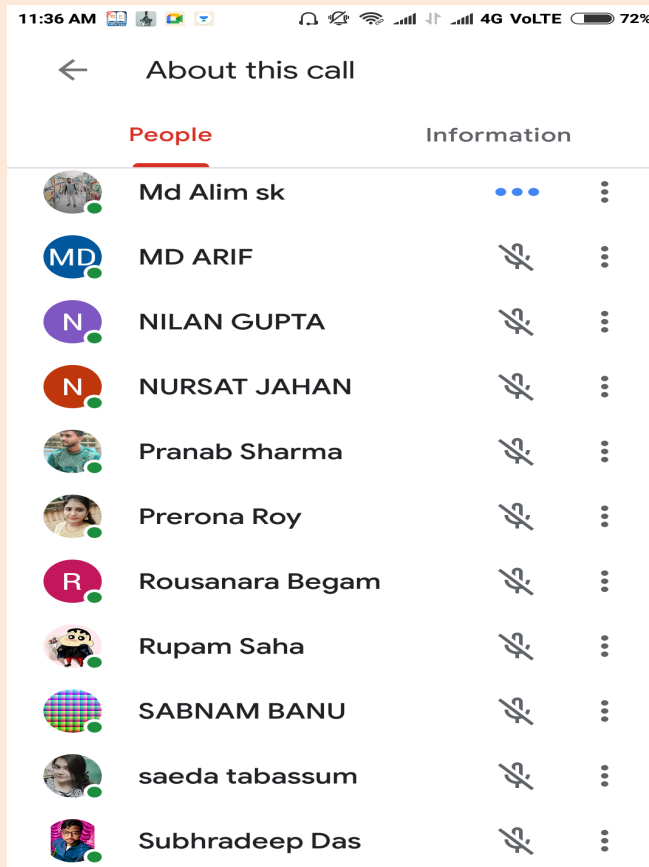 11:36 AM 4G VoLTE 72%
About this call
People Information
Md Alim sk
MD MD ARIF
N NILAN GUPTA
N NURSAT JAHAN
Pranab Sharma
Prerona Roy
R Rousanara Begam
Rupam Saha
SABNAM BANU
saeda tabassum
Subhradeep Das